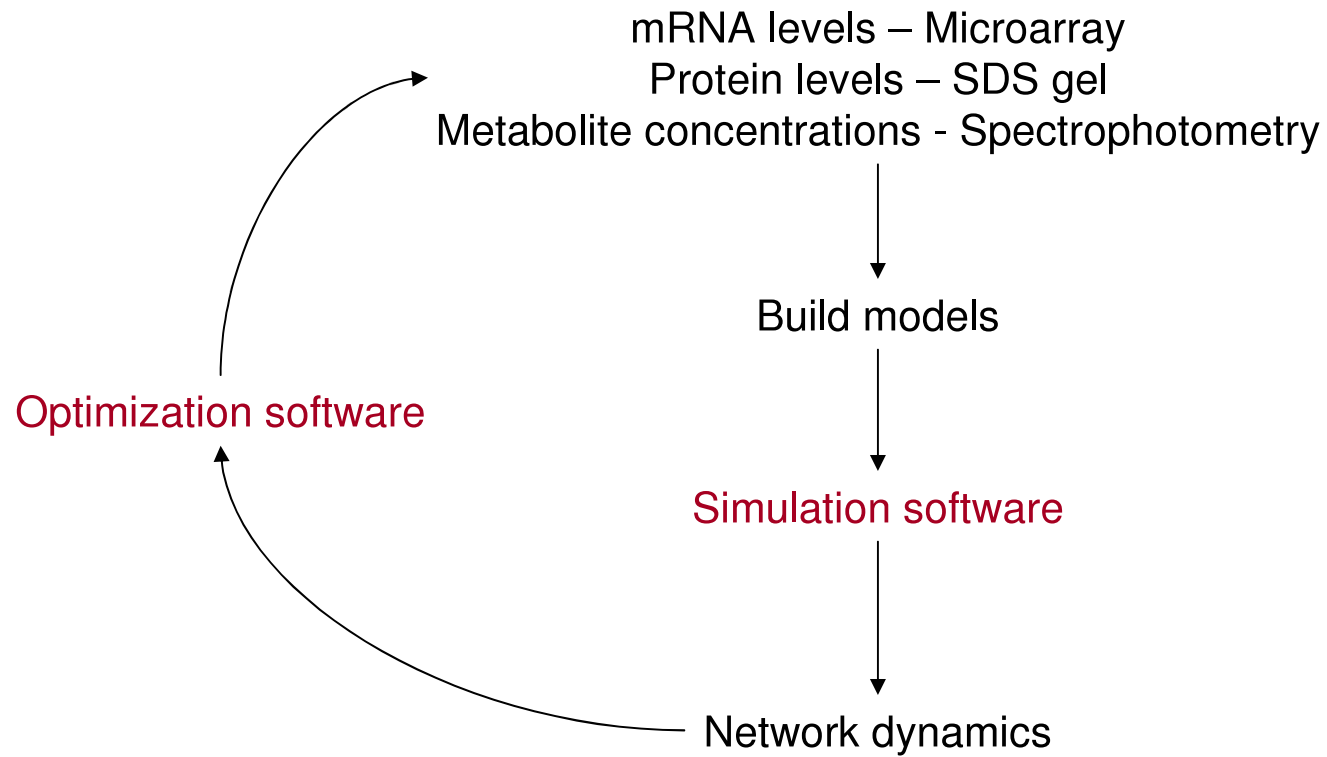 mRNA levels – Microarray
Protein levels – SDS gel
Metabolite concentrations - Spectrophotometry
Build models
Optimization software
Simulation software
Network dynamics